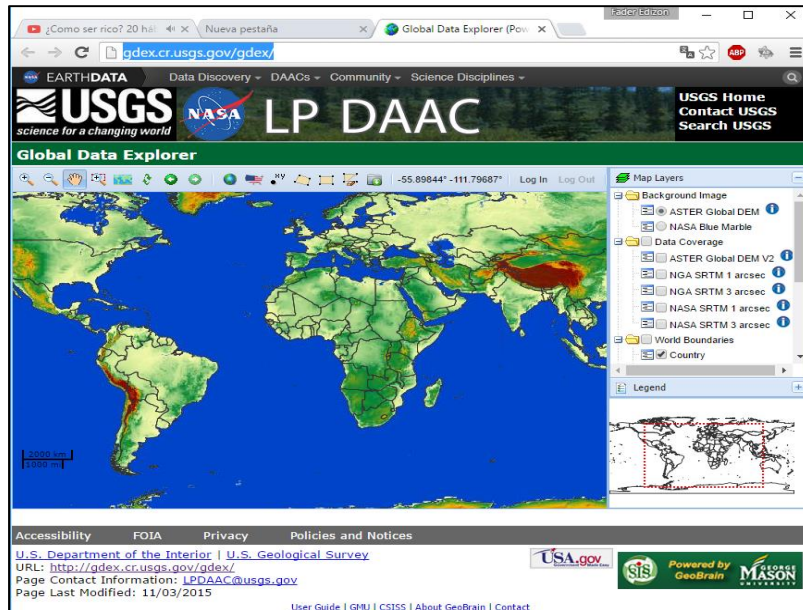 Fader Edizon
¿Como ser rico? 20 hál
Nueva pestaña
Global Data Explorer (Pow
gdex.cr.usgs.gov/gdex/
ABP
EARTHDATA Data Discovery DAACs Community Science Disciplines
USGS
science for a changing world
NASA
LP DAAC
USGS Home
Contact USGS
Search USGS
Global Data Explorer
-55.89844° -111.79687° Log In Log Out
Map Layers
Background Image
ASTER Global DEM
NASA Blue Marble
Data Coverage
ASTER Global DEM V2
NGA SRTM 1 arcsec
NGA SRTM 3 arcsec
NASA SRTM 1 arcsec
NASA SRTM 3 arcsec
World Boundaries
Country
Legend
2000 km
1000 mi
Accessibility FOIA Privacy Policies and Notices
U.S. Department of the Interior | U.S. Geological Survey
URL: http://gdex.cr.usgs.gov/gdex/
Page Contact Information: LPDAAC@usgs.gov
Page Last Modified: 11/03/2015
USA.gov
SIS
Powered by
GeoBrain
GEORGE
MASON
UNIVERSITY
User Guide | GMU | CSISS | About GeoBrain | Contact